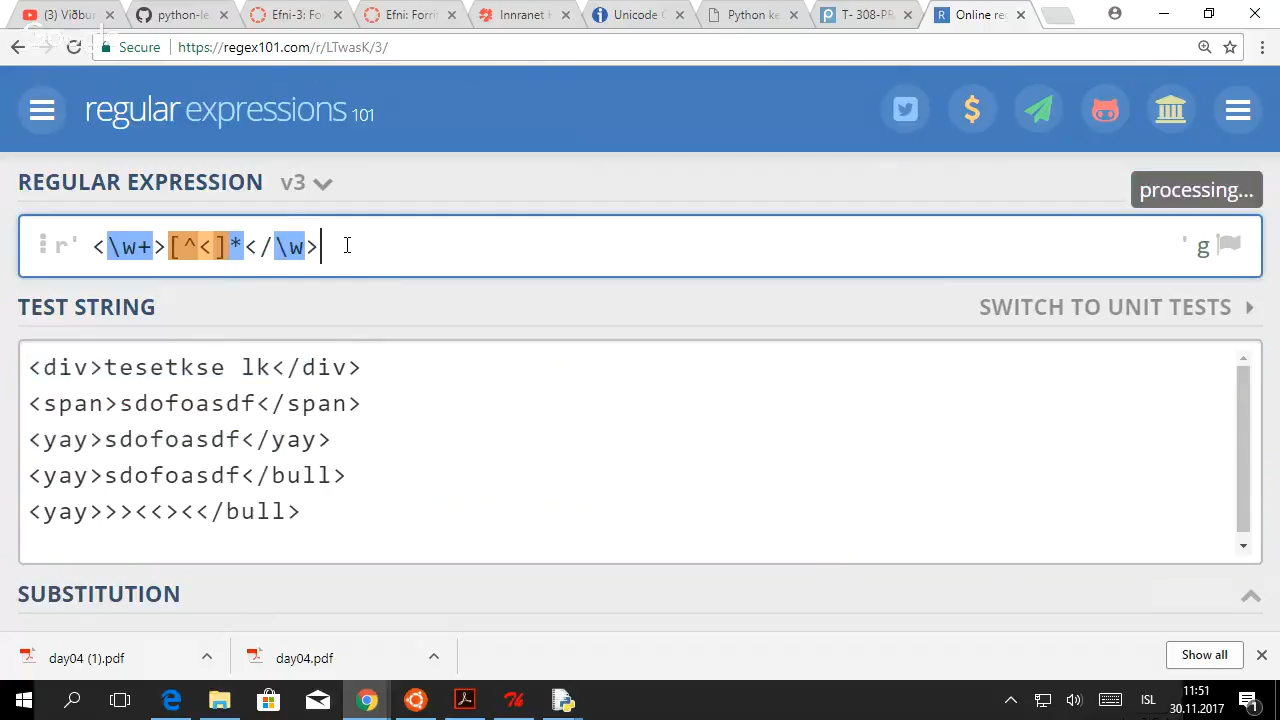 (3) Viðbur
python-le
Efni-3: Fo
Efni: Forri
Innranet H
Unicode C
Python ke
T- 308-PR
Online re
Google
Secure
https://regex101.com/r/LTwasK/3/
regular expressions 101
REGULAR EXPRESSION v3
processing...
r' <\w+>[^<]*</\w> ' g
TEST STRING
SWITCH TO UNIT TESTS
<div>tesetkse lk</div>
<span>sdofoasdf</span>
<yay>sdofoasdf</yay>
<yay>sdofoasdf</bull>
<yay>>><<><</bull>
SUBSTITUTION
day04 (1).pdf
day04.pdf
Show all
ISL
11:51
30.11.2017
1